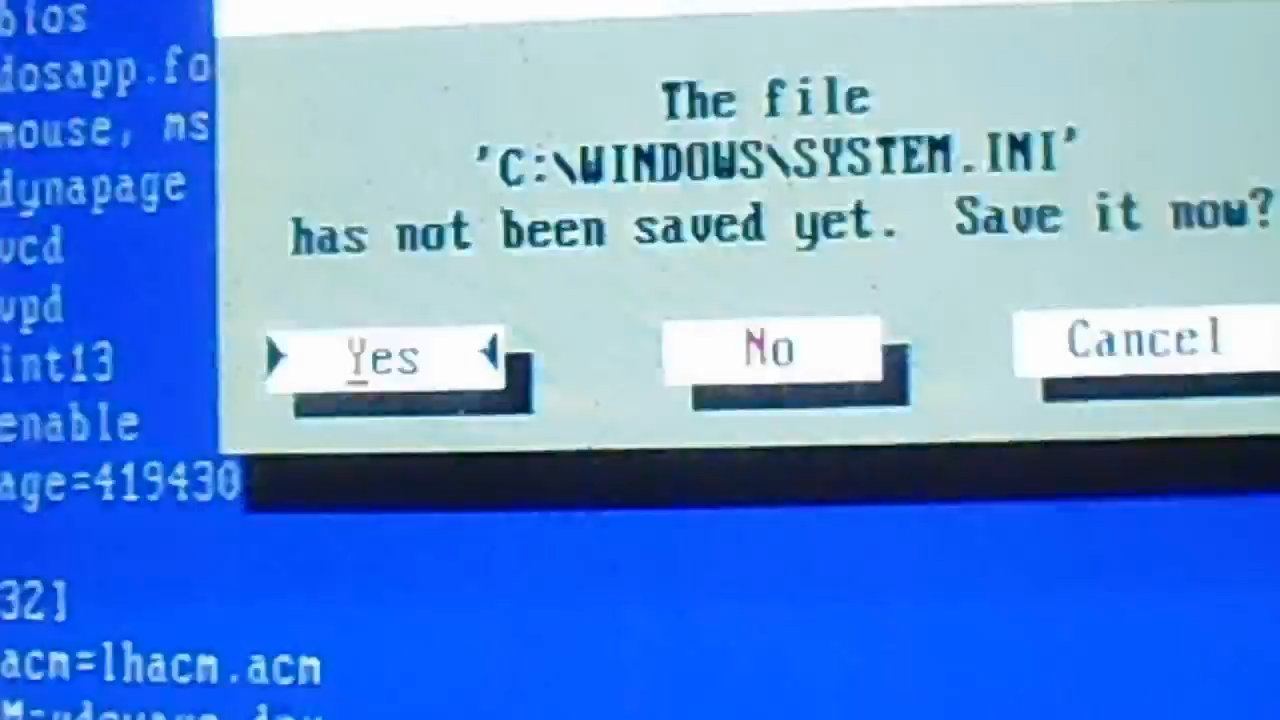 bios
dosapp.fo
mouse, ms
dynapage
vcd
vpd
int13
enable
age=419430
32]
acm=lhacm.acm
The file
'C:\WINDOWS\SYSTEM.INI'
has not been saved yet. Save it now?
Yes
No
Cancel